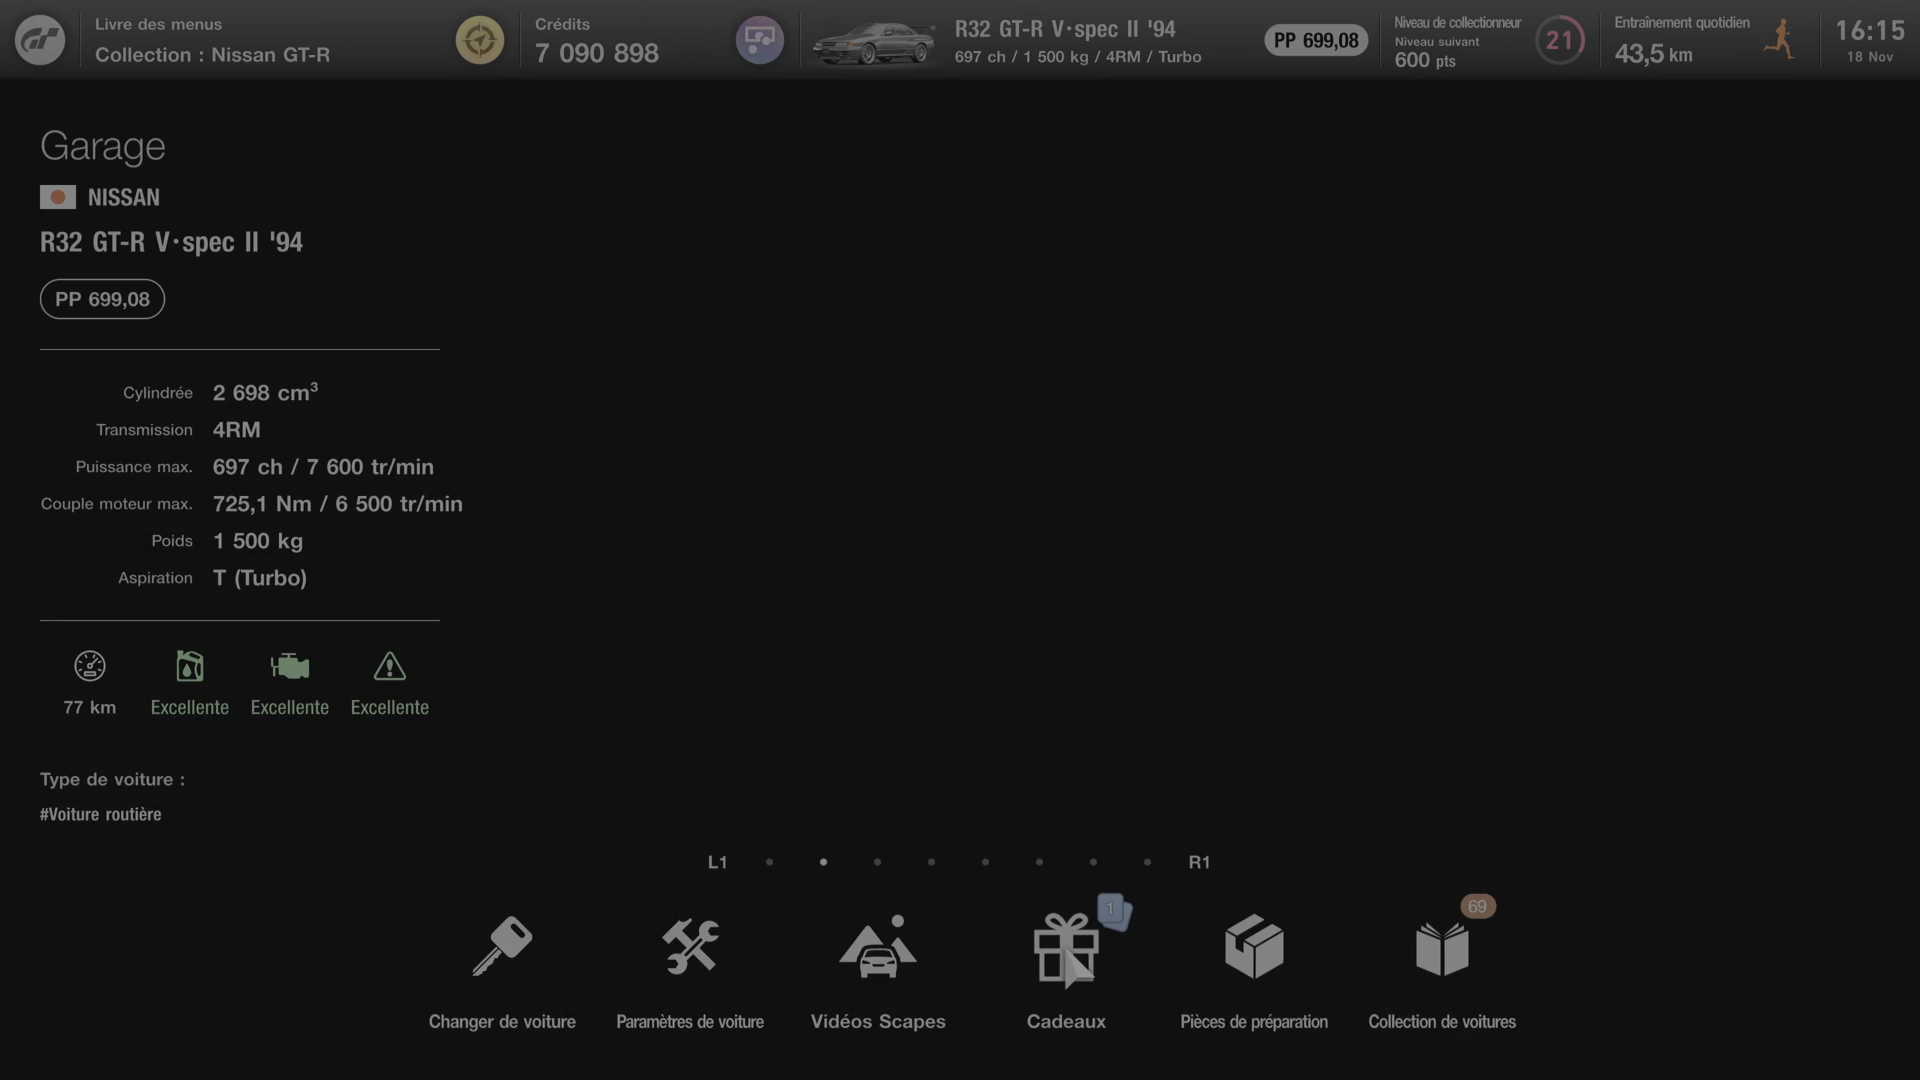 Livre des menus
Collection : Nissan GT-R
Crédits
7 090 898
R32 GT-R V·spec II '94
697 ch / 1 500 kg / 4RM / Turbo
PP 699,08
Niveau de collectionneur
Niveau suivant
600 pts
21
Entraînement quotidien
43,5 km
16:15
18 Nov
Garage
NISSAN
R32 GT-R V·spec II '94
PP 699,08
Cylindrée 2 698 cm³
Transmission 4RM
Puissance max. 697 ch / 7 600 tr/min
Couple moteur max. 725,1 Nm / 6 500 tr/min
Poids 1 500 kg
Aspiration T (Turbo)
77 km Excellente Excellente Excellente
Type de voiture :
#Voiture routière
L1 R1
1
69
Changer de voiture
Paramètres de voiture
Vidéos Scapes
Cadeaux
Pièces de préparation
Collection de voitures